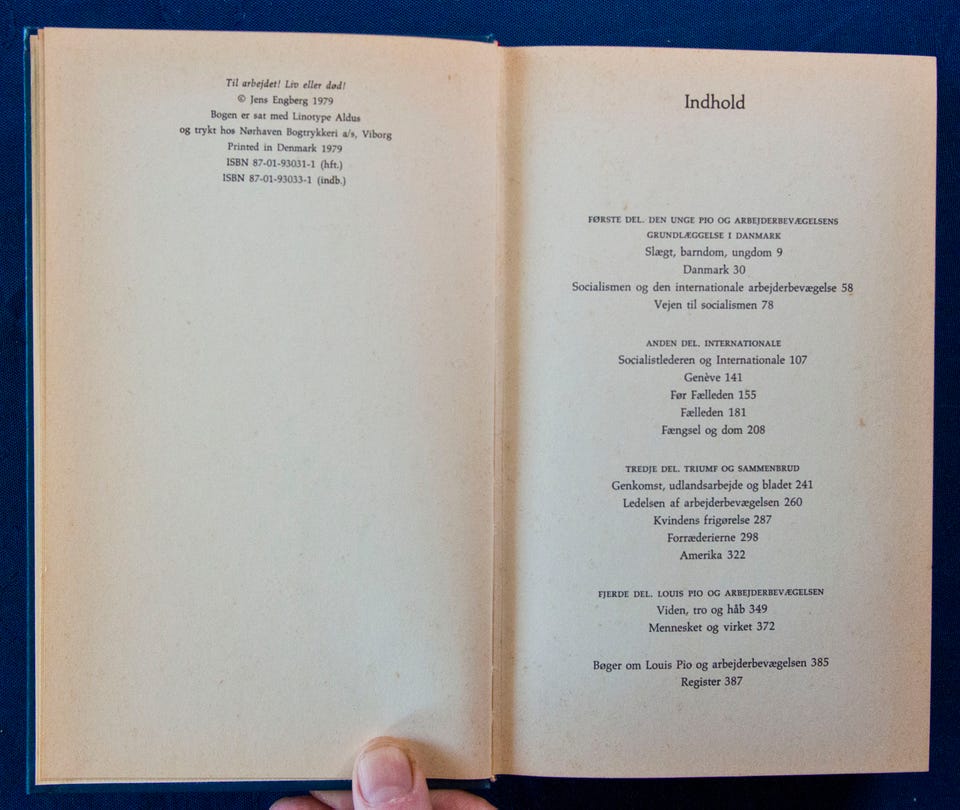 Til arbejdet! Liv eller død!
© Jens Engberg 1979
Bogen er sat med Linotype Aldus
og trykt hos Nørhaven Bogtrykkeri a/s, Viborg
Printed in Denmark 1979
ISBN 87-01-93031-1 (hft.)
ISBN 87-01-93033-1 (indb.)
Indhold
FØRSTE DEL. DEN UNGE PIO OG ARBEJDERBEVÆGELSENS
GRUNDLÆGGELSE I DANMARK
Slægt, barndom, ungdom 9
Danmark 30
Socialismen og den internationale arbejderbevægelse 58
Vejen til socialismen 78
ANDEN DEL. INTERNATIONALE
Socialistlederen og Internationale 107
Genève 141
Før Fælleden 155
Fælleden 181
Fængsel og dom 208
TREDJE DEL. TRIUMF OG SAMMENBRUD
Genkomst, udlandsarbejde og bladet 241
Ledelsen af arbejderbevægelsen 260
Kvindens frigørelse 287
Forræderierne 298
Amerika 322
FJERDE DEL. LOUIS PIO OG ARBEJDERBEVÆGELSEN
Viden, tro og håb 349
Mennesket og virket 372
Bøger om Louis Pio og arbejderbevægelsen 385
Register 387